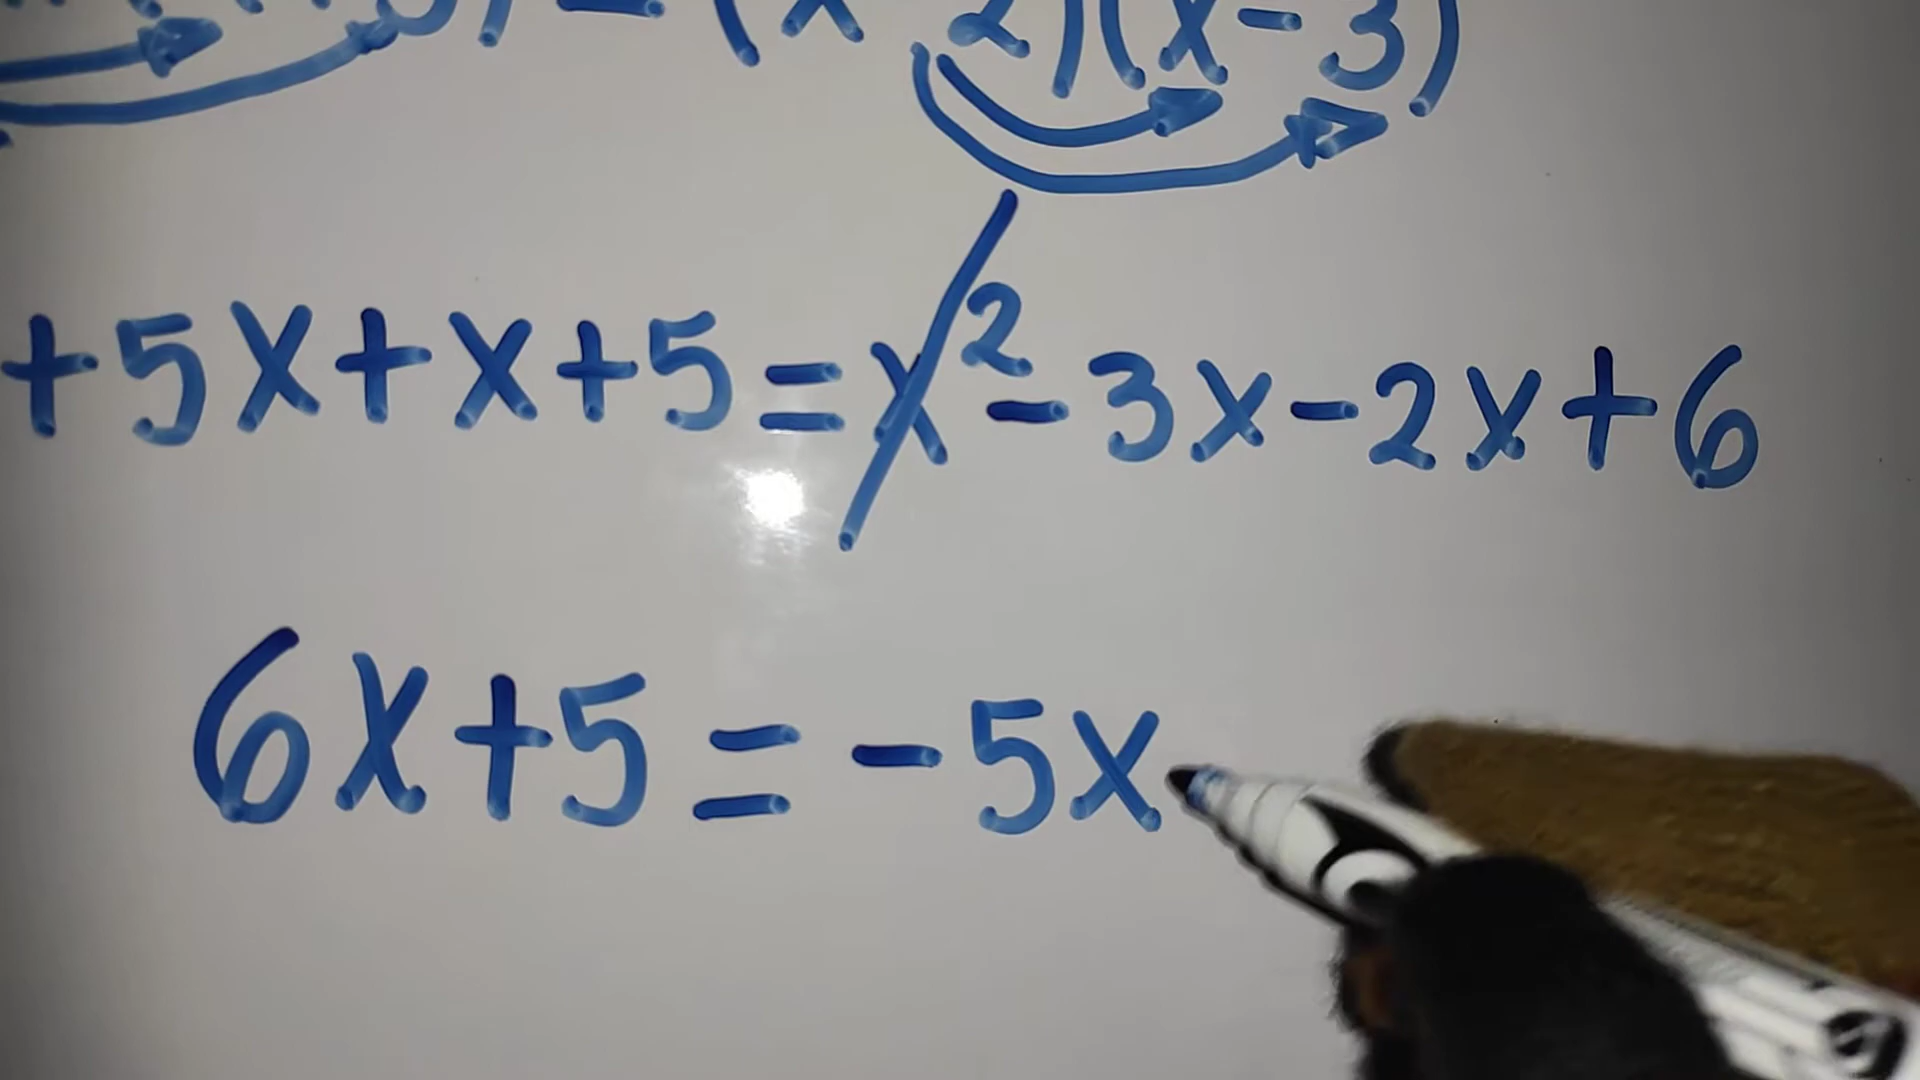 ) = (x-2)(x-3)
+5x+x+5=x²-3x-2x+6
6x+5=-5x